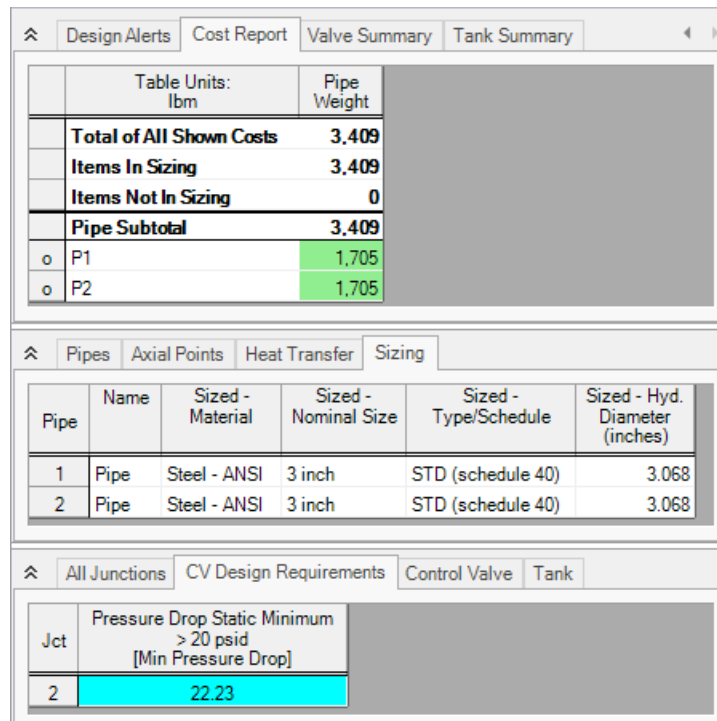 Design Alerts Cost Report Valve Summary Tank Summary
Table Units: Pipe
lbm Weight
Total of All Shown Costs 3,409
Items In Sizing 3,409
Items Not In Sizing 0
Pipe Subtotal 3,409
o P1 1,705
o P2 1,705
Pipes Axial Points Heat Transfer Sizing
Pipe Name Sized - Sized - Sized - Sized - Hyd.
Material Nominal Size Type/Schedule Diameter
(inches)
1 Pipe Steel - ANSI 3 inch STD (schedule 40) 3.068
2 Pipe Steel - ANSI 3 inch STD (schedule 40) 3.068
All Junctions CV Design Requirements Control Valve Tank
Jct Pressure Drop Static Minimum
> 20 psid
[Min Pressure Drop]
2 22.23